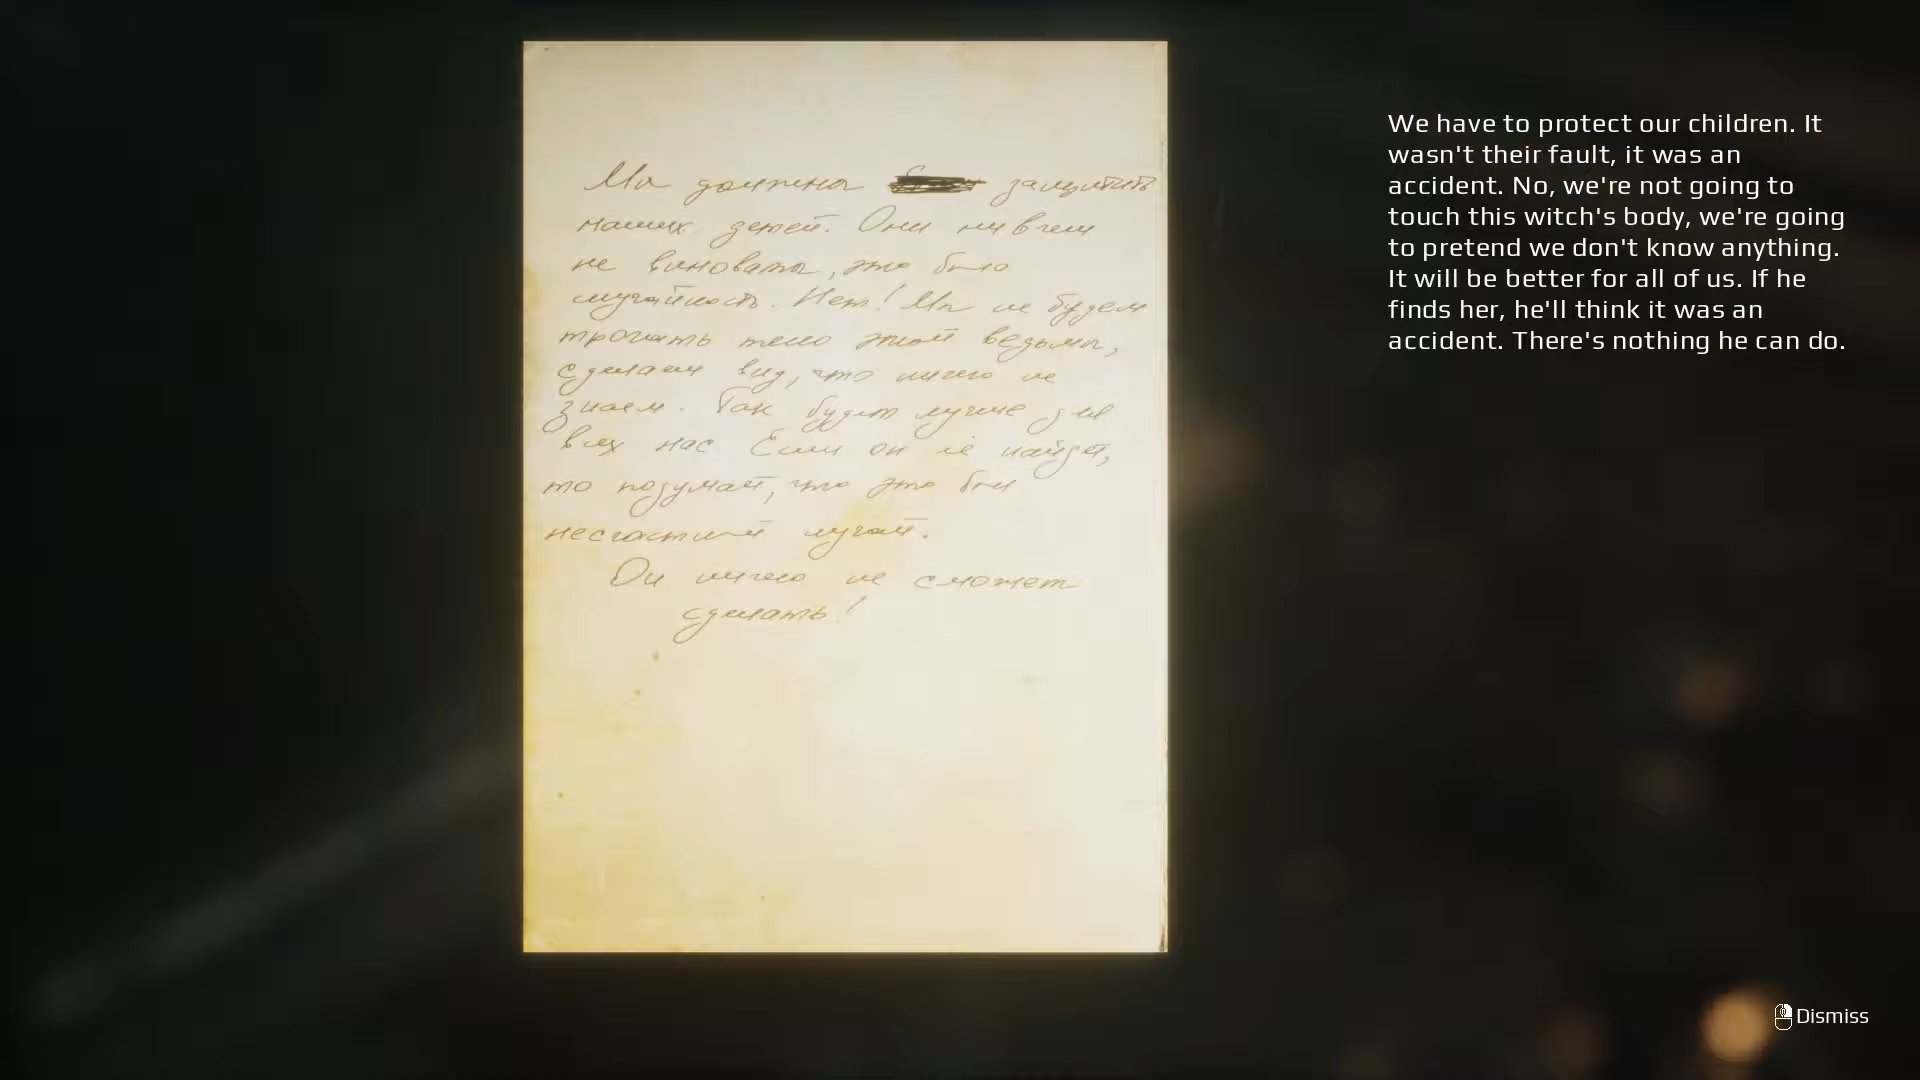 Мы должны защитить
наших детей. Они ни в чем
не виноваты, это была
случайность. Нет! Мы не будем
трогать тело этой ведьмы,
сделаем вид, что ничего не
знаем. Так будет лучше для
всех нас. Если он её найдет,
то подумает, что это был
несчастный случай.
Он ничего не сможет
сделать!
We have to protect our children. It
wasn't their fault, it was an
accident. No, we're not going to
touch this witch's body, we're going
to pretend we don't know anything.
It will be better for all of us. If he
finds her, he'll think it was an
accident. There's nothing he can do.
Dismiss